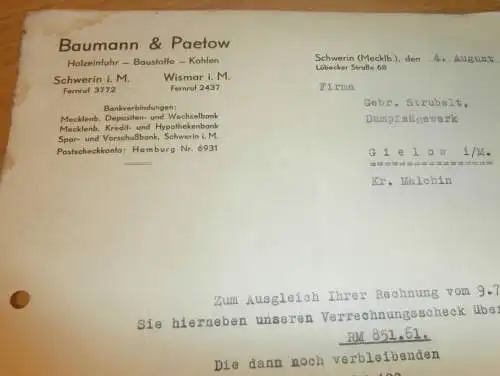 Baumann & Paetow
Holzeinfuhr — Baustoffe — Kohlen
Schwerin i. M. Wismar i. M.
Fernruf 3772 Fernruf 2437
Bankverbindungen:
Mecklenb. Depositen- und Wechselbank
Mecklenb. Kredit- und Hypothekenbank
Spar- und Vorschußbank, Schwerin i. M.
Postscheckkonto: Hamburg Nr. 6931
Schwerin (Mecklb.), den 4. August
Lübecker Straße 68
Firma
Gebr. Strubelt,
Dampfsägewerk
Gielow i/M.
Kr. Malchin
Zum Ausgleich Ihrer Rechnung vom 9.7
Sie hierneben unseren Verrechnungsscheck über
RM 851.61.
Die dann noch verbleibenden